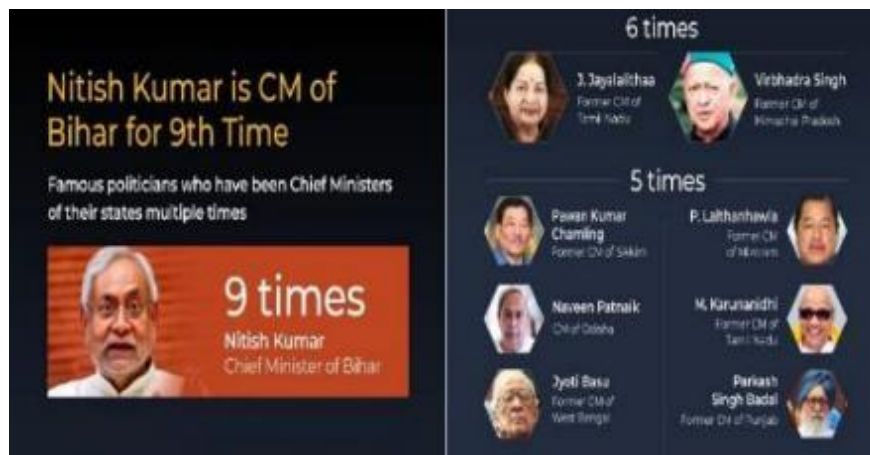 Nitish Kumar is CM of
Bihar for 9th Time
Famous politicians who have been Chief Ministers
of their states multiple times
9 times
Nitish Kumar
Chief Minister of Bihar
6 times
J. Jayalalithaa
Former CM of
Tamil Nadu
Virbhadra Singh
Former CM of
Himachal Pradesh
5 times
Pawan Kumar
Chamling
Former CM of Sikkim
P. Lalthanhawla
Former CM
of Mizoram
Naveen Patnaik
CM of Odisha
M. Karunanidhi
Former CM of
Tamil Nadu
Jyoti Basu
Former CM of
West Bengal
Parkash
Singh Badal
Former CM of Punjab